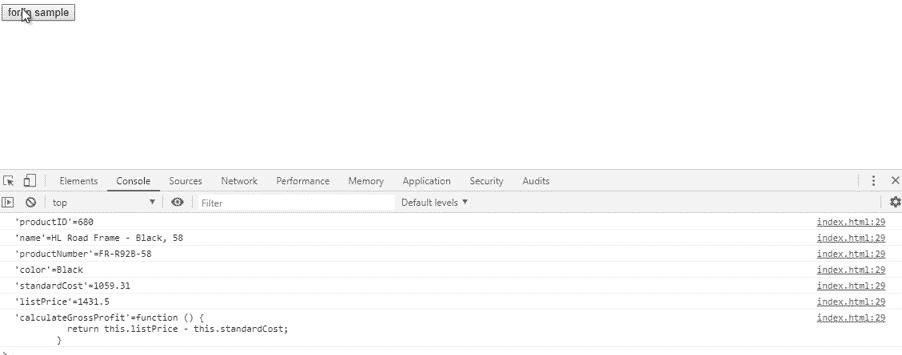 for/in sample
Elements Console Sources Network Performance Memory Application Security Audits
top Filter Default levels
'productID'=680 index.html:29
'name'=HL Road Frame - Black, 58 index.html:29
'productNumber'=FR-R92B-58 index.html:29
'color'=Black index.html:29
'standardCost'=1059.31 index.html:29
'listPrice'=1431.5 index.html:29
'calculateGrossProfit'=function () { index.html:29
return this.listPrice - this.standardCost;
}